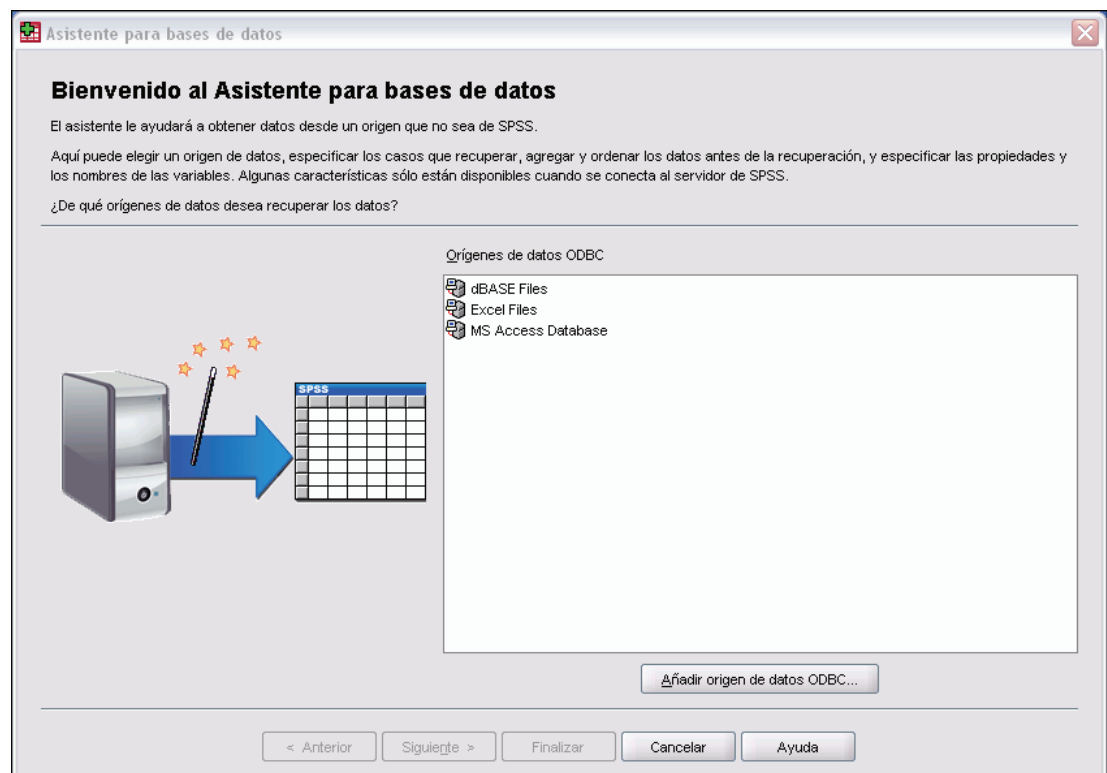 Asistente para bases de datos
Bienvenido al Asistente para bases de datos
El asistente le ayudará a obtener datos desde un origen que no sea de SPSS.
Aquí puede elegir un origen de datos, especificar los casos que recuperar, agregar y ordenar los datos antes de la recuperación, y especificar las propiedades y
los nombres de las variables. Algunas características sólo están disponibles cuando se conecta al servidor de SPSS.
¿De qué orígenes de datos desea recuperar los datos?
Orígenes de datos ODBC
dBASE Files
Excel Files
MS Access Database
SPSS
Añadir origen de datos ODBC...
< Anterior
Siguiente >
Finalizar
Cancelar
Ayuda